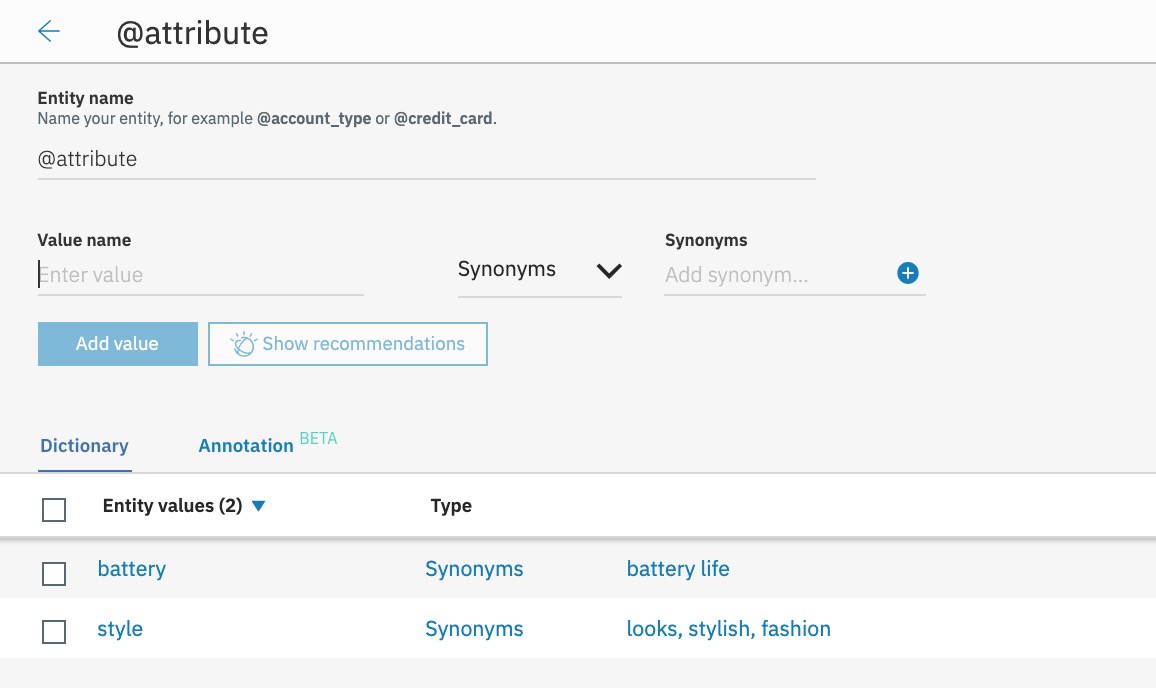 @attribute
Entity name
Name your entity, for example @account_type or @credit_card.
@attribute
Value name
Synonyms
Enter value
Synonyms
Add synonym...
Add value
Show recommendations
Dictionary
Annotation BETA
Entity values (2) Type
battery Synonyms battery life
style Synonyms looks, stylish, fashion